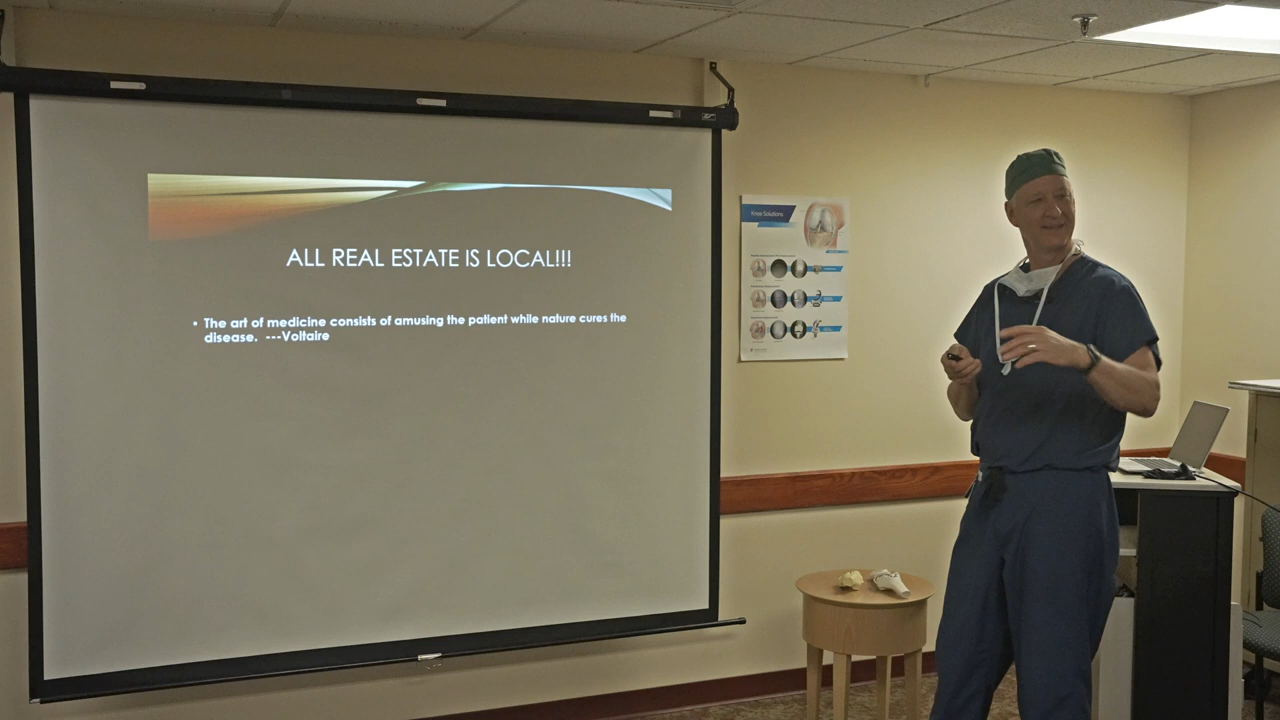 ALL REAL ESTATE IS LOCAL!!!
• The art of medicine consists of amusing the patient while nature cures the
disease. ---Voltaire
Knee Solutions